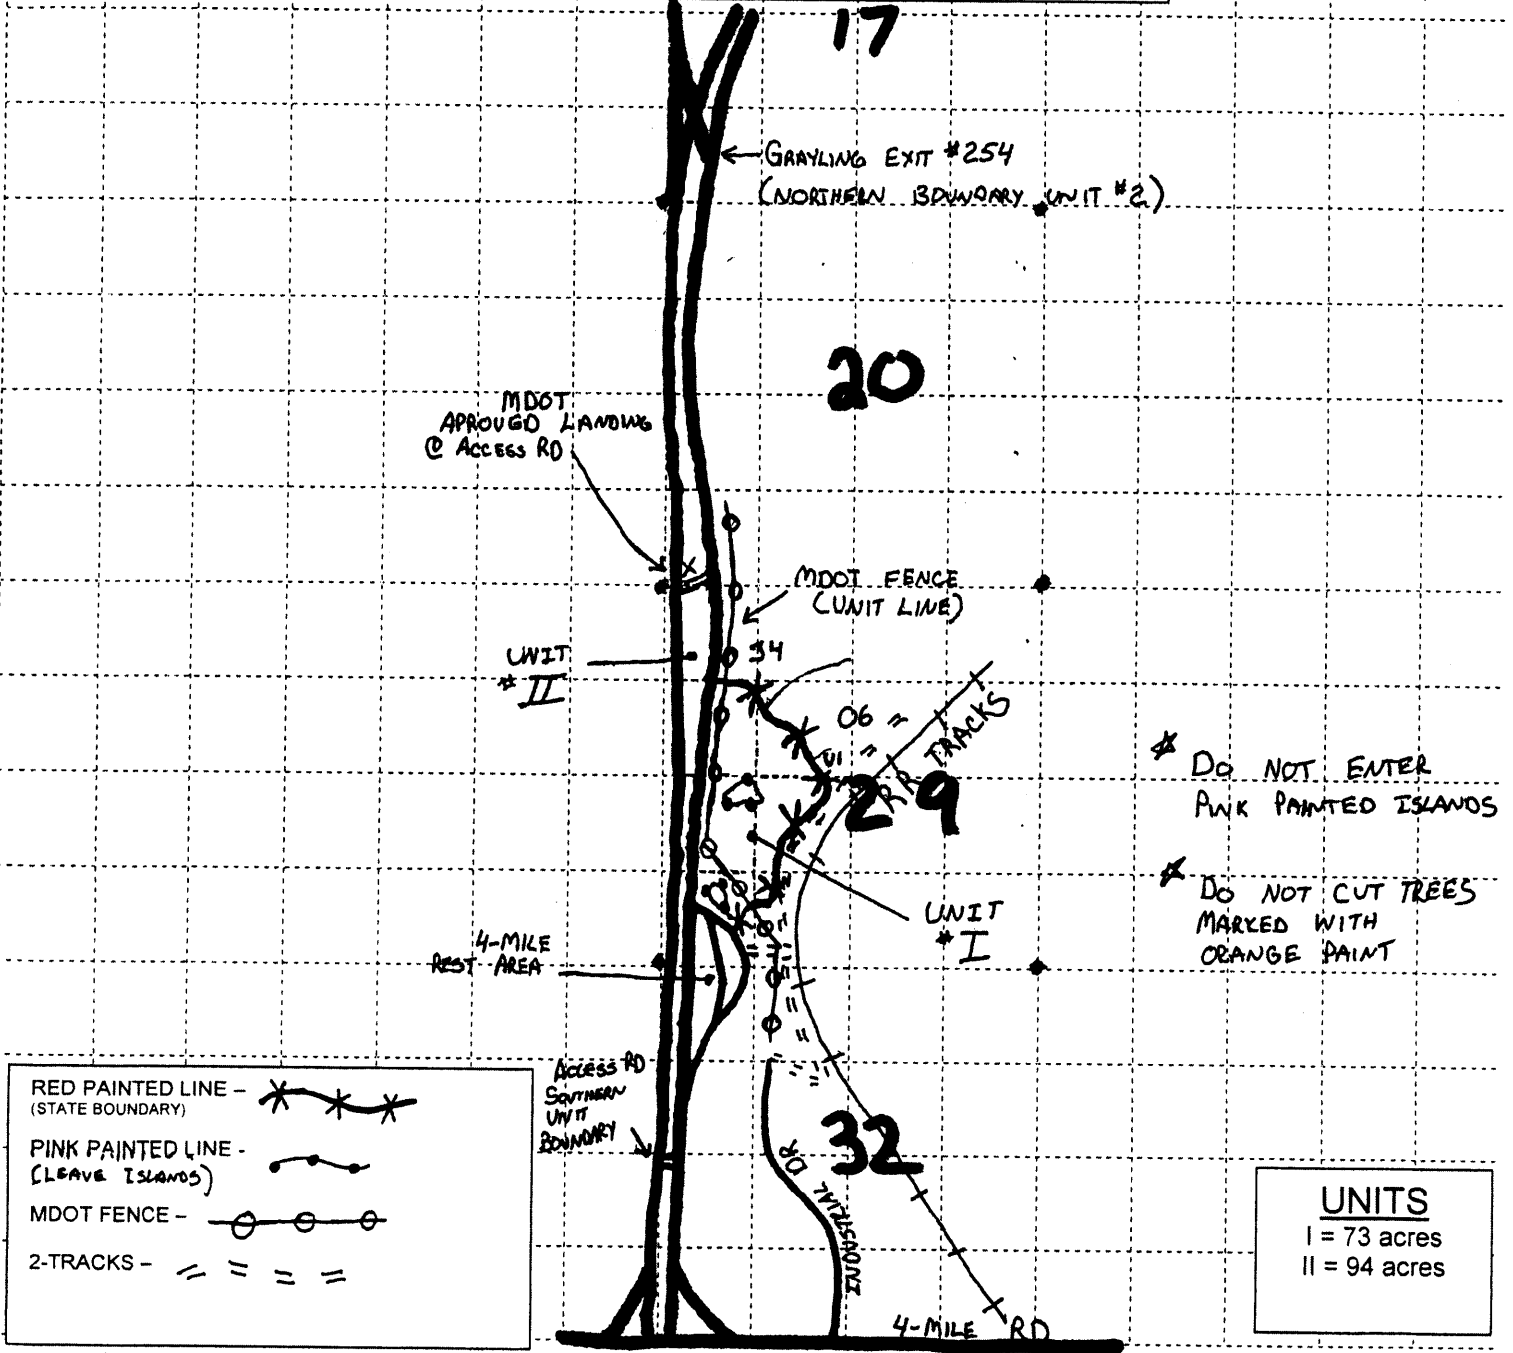 17
GRAYLING EXIT #254
(NORTHERN BOUNDARY UNIT #2)
20
MDOT
APROVED LANDING
@ ACCESS RD
MDOT FENCE
(UNIT LINE)
UNIT
# II
54
06
RR TRACKS
29
* DO NOT ENTER
PINK PAINTED ISLANDS
* DO NOT CUT TREES
MARKED WITH
ORANGE PAINT
UNIT
# I
4-MILE
REST AREA
ACCESS RD
SOUTHERN
UNIT
BOUNDARY
32
INDUSTRIAL DR
4-MILE RD
RED PAINTED LINE –
(STATE BOUNDARY)
PINK PAINTED LINE -
(LEAVE ISLANDS)
MDOT FENCE –
2-TRACKS –
UNITS
I = 73 acres
II = 94 acres